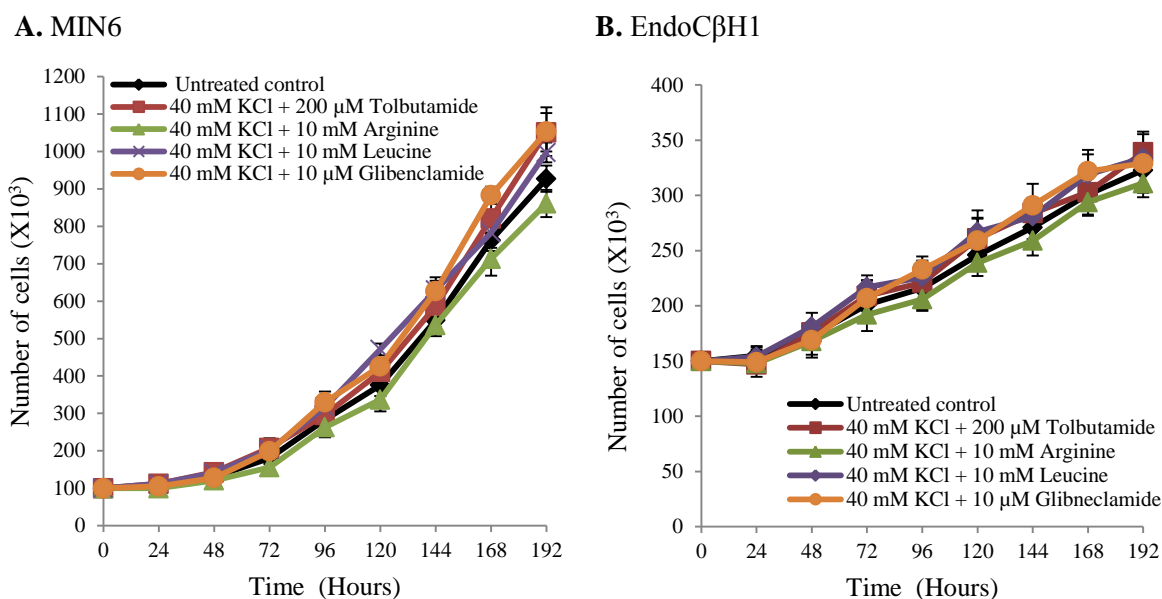 A. MIN6
1200
1100
1000
900
800
700
600
500
400
300
200
100
0
Number of cells (X10³)
Untreated control
40 mM KCl + 200 µM Tolbutamide
40 mM KCl + 10 mM Arginine
40 mM KCl + 10 mM Leucine
40 mM KCl + 10 µM Glibenclamide
0 24 48 72 96 120 144 168 192
Time (Hours)
B. EndoCβH1
400
350
300
250
200
150
100
50
0
Number of cells (X10³)
Untreated control
40 mM KCl + 200 µM Tolbutamide
40 mM KCl + 10 mM Arginine
40 mM KCl + 10 mM Leucine
40 mM KCl + 10 µM Glibneclamide
0 24 48 72 96 120 144 168 192
Time (Hours)